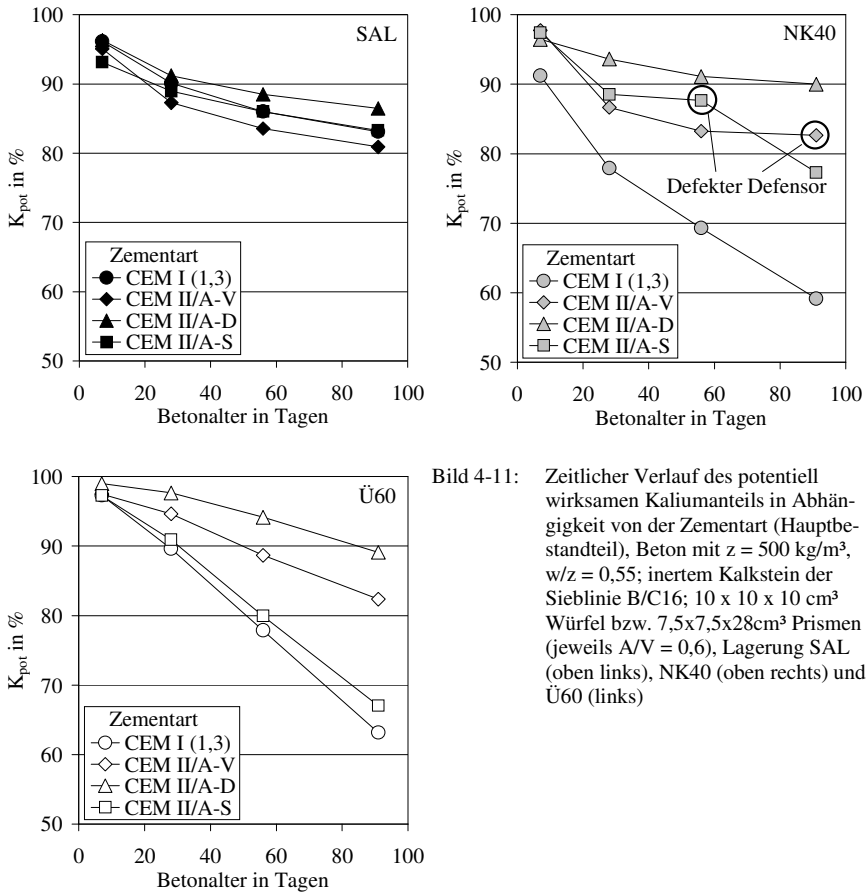 SAL
100
90
80
70
60
50
K_pot in %
Zementart
CEM I (1,3)
CEM II/A-V
CEM II/A-D
CEM II/A-S
0 20 40 60 80 100
Betonalter in Tagen
NK40
100
90
80
70
60
50
K_pot in %
Defekter Defensor
Zementart
CEM I (1,3)
CEM II/A-V
CEM II/A-D
CEM II/A-S
0 20 40 60 80 100
Betonalter in Tagen
Ü60
100
90
80
70
60
50
K_pot in %
Zementart
CEM I (1,3)
CEM II/A-V
CEM II/A-D
CEM II/A-S
0 20 40 60 80 100
Betonalter in Tagen
Bild 4-11: Zeitlicher Verlauf des potentiell
wirksamen Kaliumanteils in Abhän-
gigkeit von der Zementart (Hauptbe-
standteil), Beton mit z = 500 kg/m³,
w/z = 0,55; inertem Kalkstein der
Sieblinie B/C16; 10 x 10 x 10 cm³
Würfel bzw. 7,5x7,5x28cm³ Prismen
(jeweils A/V = 0,6), Lagerung SAL
(oben links), NK40 (oben rechts) und
Ü60 (links)